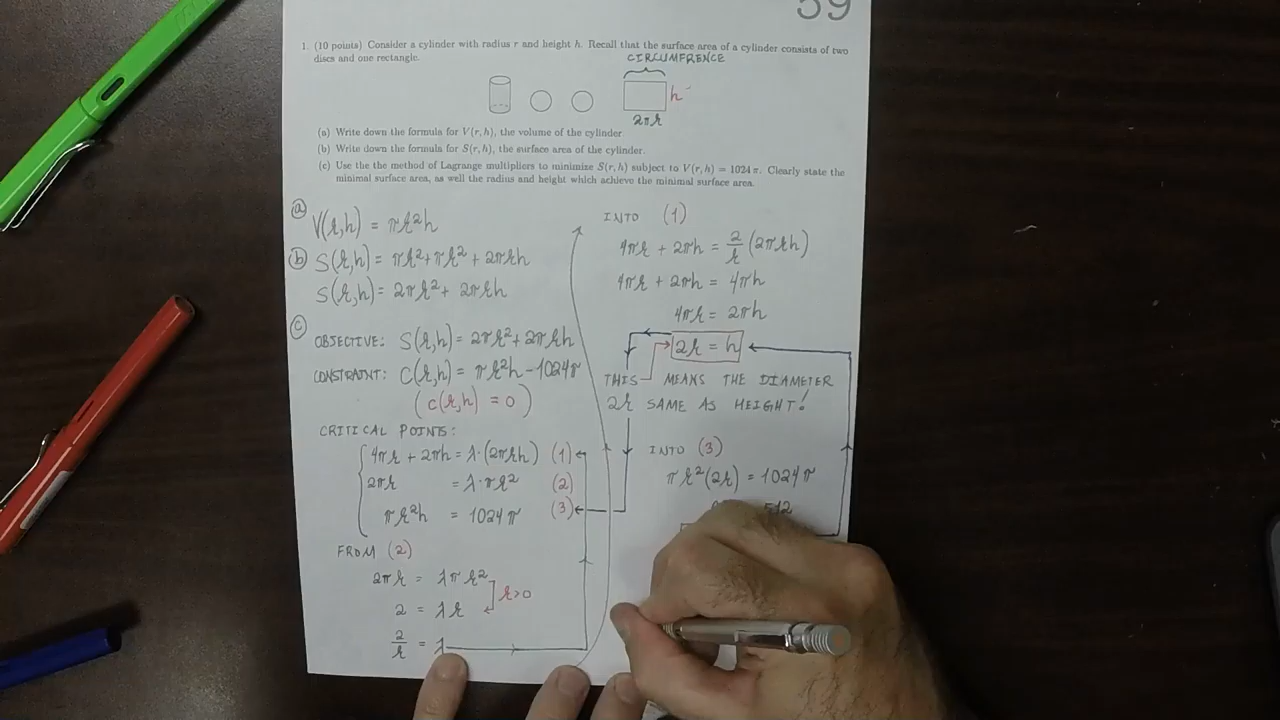 59
1. (10 points) Consider a cylinder with radius r and height h. Recall that the surface area of a cylinder consists of two
discs and one rectangle.
CIRCUMFRENCE
h
2πr
(a) Write down the formula for V(r, h), the volume of the cylinder.
(b) Write down the formula for S(r, h), the surface area of the cylinder.
(c) Use the the method of Lagrange multipliers to minimize S(r, h) subject to V(r, h) = 1024π. Clearly state the
minimal surface area, as well the radius and height which achieve the minimal surface area.
(a) V(r,h) = πr²h
(b) S(r,h) = πr²+πr² + 2πrh
S(r,h) = 2πr² + 2πrh
(c) OBJECTIVE: S(r,h) = 2πr² + 2πrh
CONSTRAINT: C(r,h) = πr²h - 1024π
(C(r,h) = 0)
CRITICAL POINTS:
4πr + 2πh = λ·(2πrh) (1)
2πr = λ·πr² (2)
πr²h = 1024π (3)
FROM (2)
2πr = λπr²
r>0
2 = λr
2/r = λ
INTO (1)
4πr + 2πh = 2/r (2πrh)
4πr + 2πh = 4πh
4πr = 2πh
2r = h
THIS MEANS THE DIAMETER
2r SAME AS HEIGHT!
INTO (3)
πr²(2r) = 1024π
512